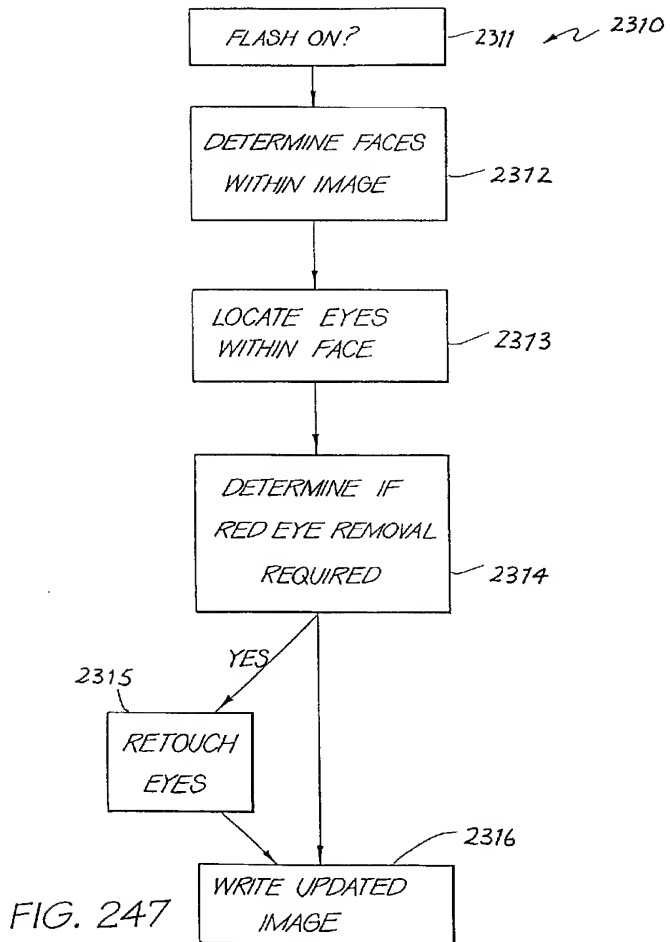 FLASH ON?
2311
2310
DETERMINE FACES
WITHIN IMAGE
2312
LOCATE EYES
WITHIN FACE
2313
DETERMINE IF
RED EYE REMOVAL
REQUIRED
2314
YES
2315
RETOUCH
EYES
2316
WRITE UPDATED
IMAGE
FIG. 247